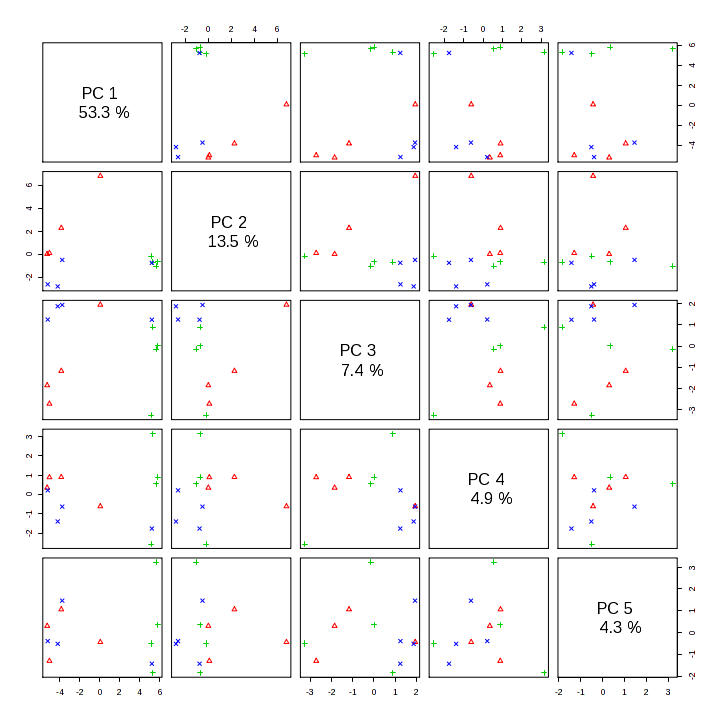 -2 0 2 4 6
-2 0 1 2 3
PC 1
53.3 %
-4 -2 0 2 4 6
PC 2
13.5 %
-2 0 2 4 6
PC 3
7.4 %
-3 -2 -1 0 1 2
PC 4
4.9 %
-2 -1 0 1 2 3
PC 5
4.3 %
-2 -1 0 1 2 3
-4 -2 0 2 4 6
-3 -2 -1 0 1 2
-2 -1 0 1 2 3